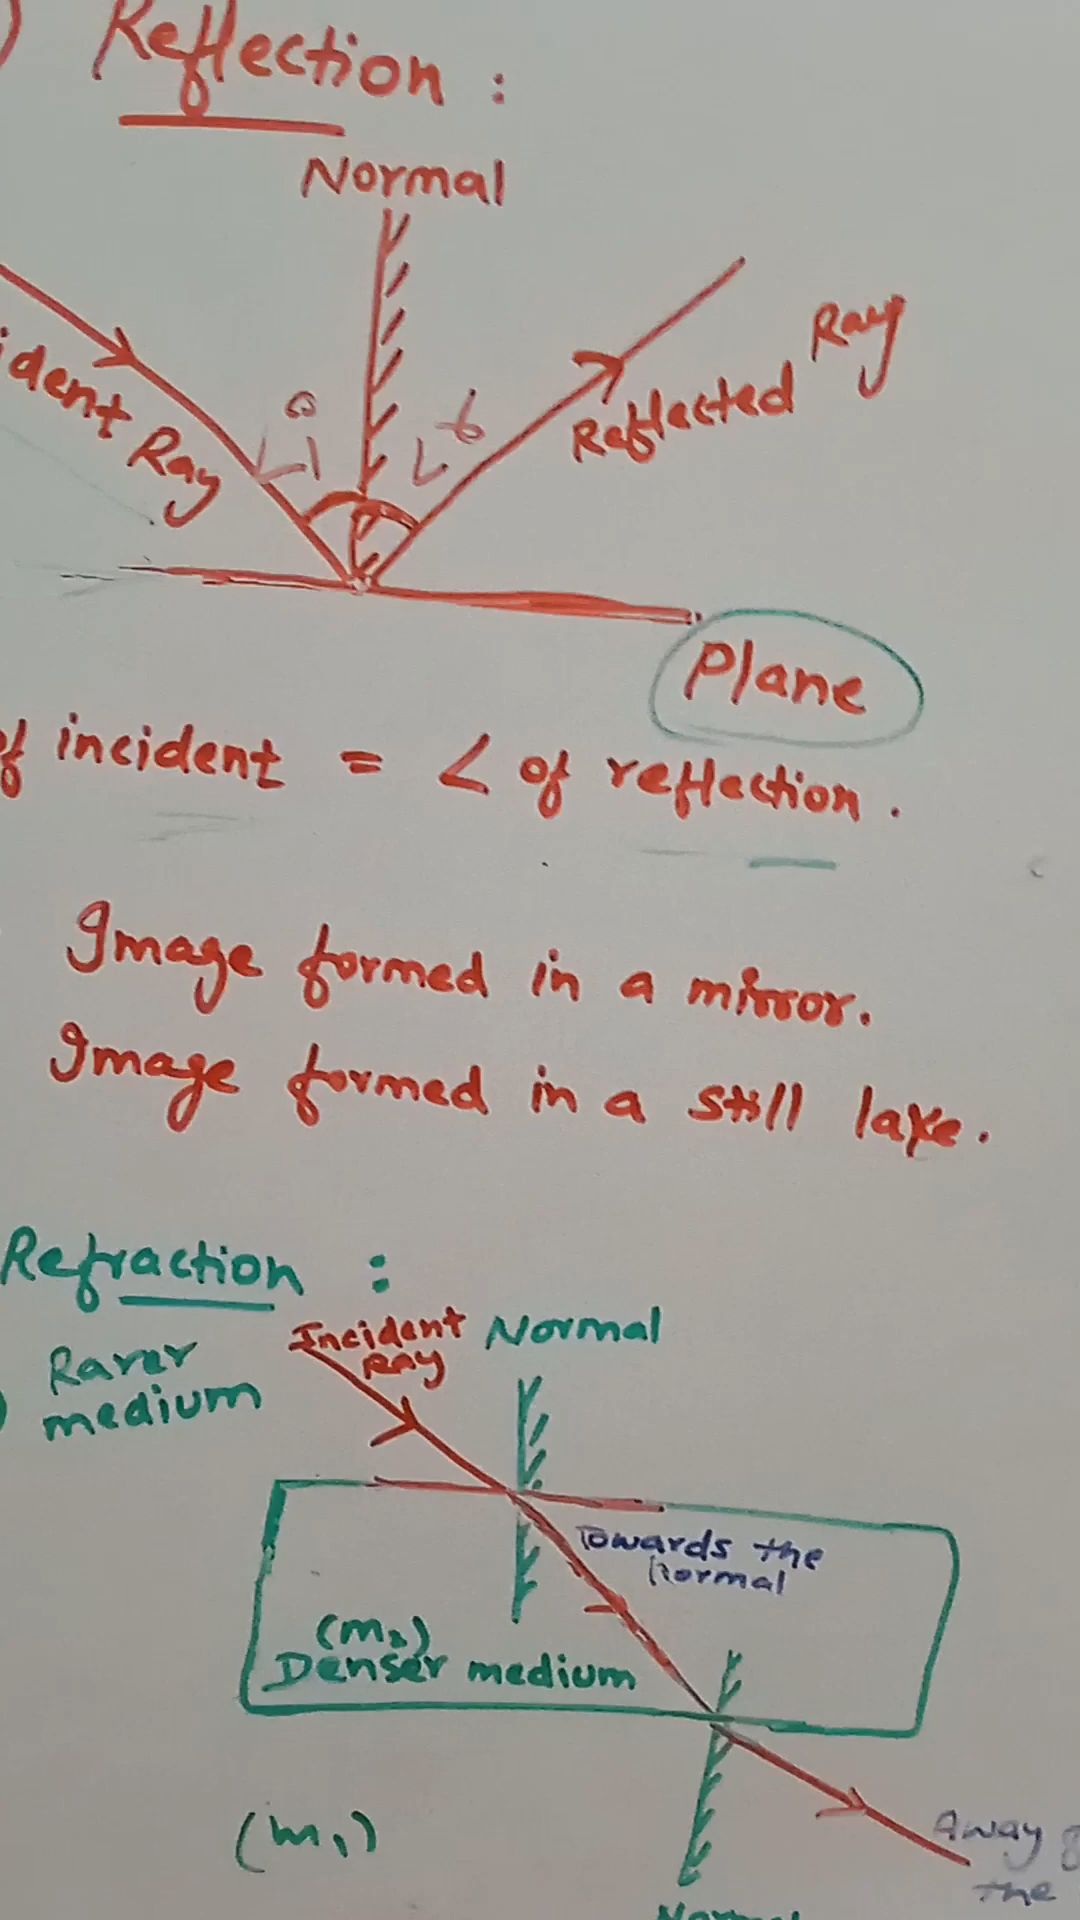 Reflection :
Normal
ident Ray
a
b
Reflected Ray
Plane
of incident = ∠ of reflection.
Image formed in a mirror.
Image formed in a still lake.
Refraction :
Rarer
medium
Incident
Ray
Normal
Towards the
normal
(m₂)
Denser medium
(m₁)
Away
the